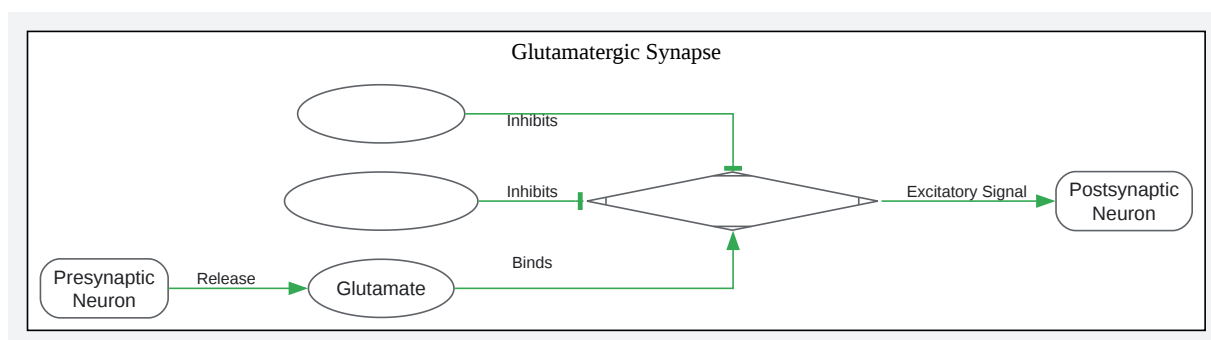 Glutamatergic Synapse
Inhibits
Inhibits
Excitatory Signal
Postsynaptic
Neuron
Binds
Presynaptic
Neuron
Release
Glutamate